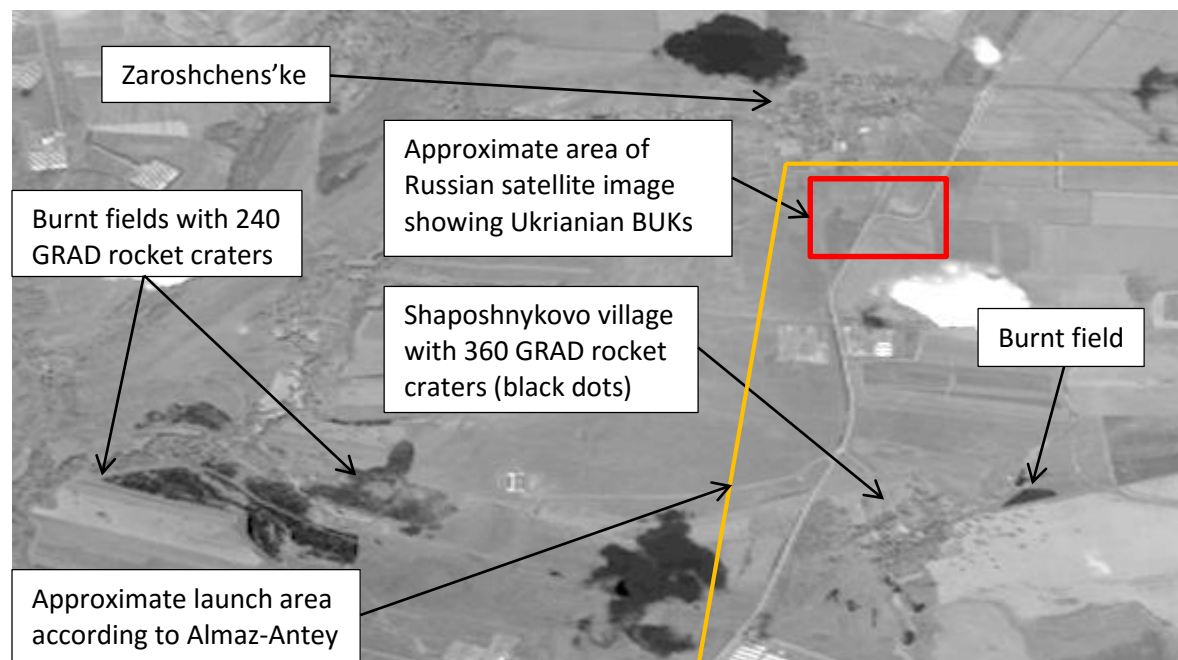 Zaroshchens’ke
Approximate area of
Russian satellite image
showing Ukrianian BUKs
Burnt fields with 240
GRAD rocket craters
Shaposhnykovo village
with 360 GRAD rocket
craters (black dots)
Burnt field
Approximate launch area
according to Almaz-Antey